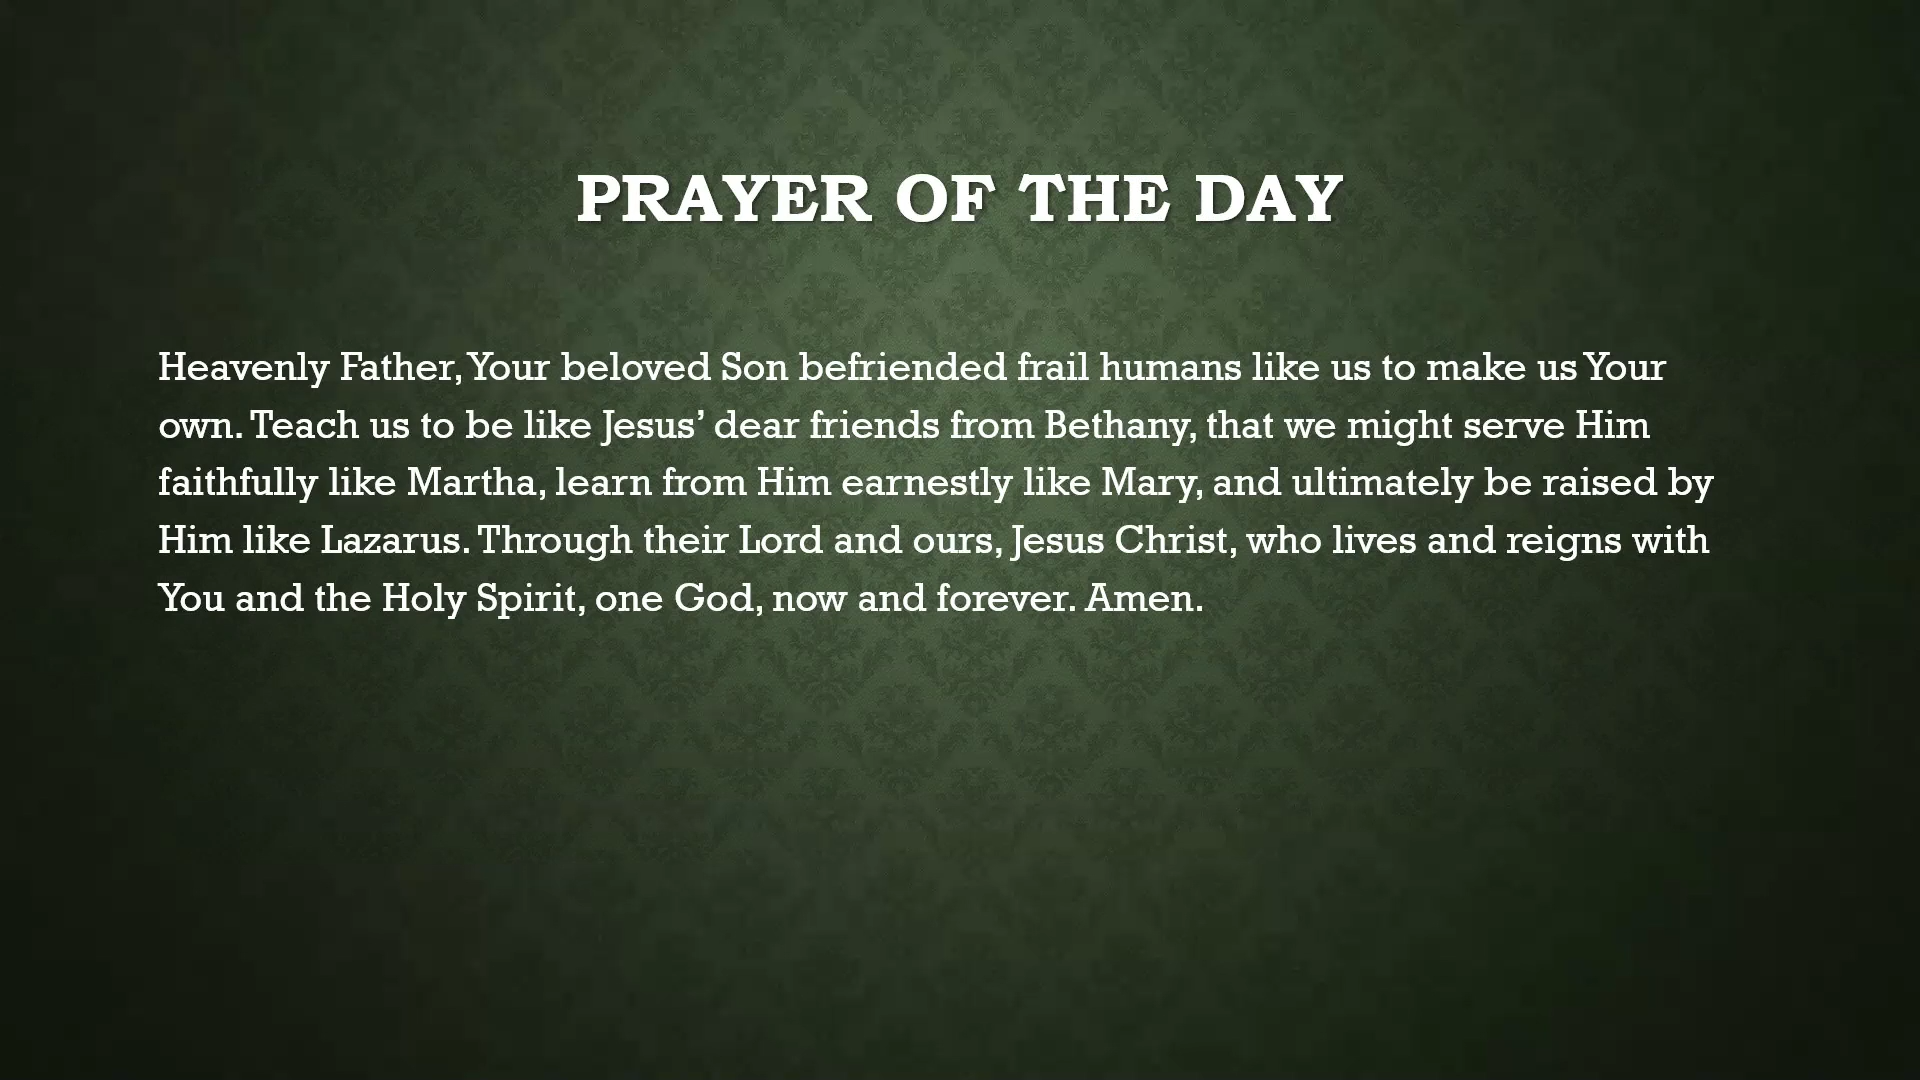 PRAYER OF THE DAY
Heavenly Father, Your beloved Son befriended frail humans like us to make us Your
own. Teach us to be like Jesus’ dear friends from Bethany, that we might serve Him
faithfully like Martha, learn from Him earnestly like Mary, and ultimately be raised by
Him like Lazarus. Through their Lord and ours, Jesus Christ, who lives and reigns with
You and the Holy Spirit, one God, now and forever. Amen.